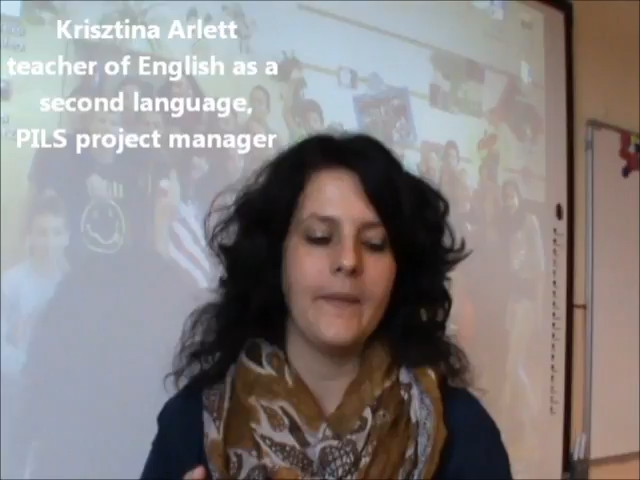 Krisztina Arlett
teacher of English as a
second language,
PILS project manager